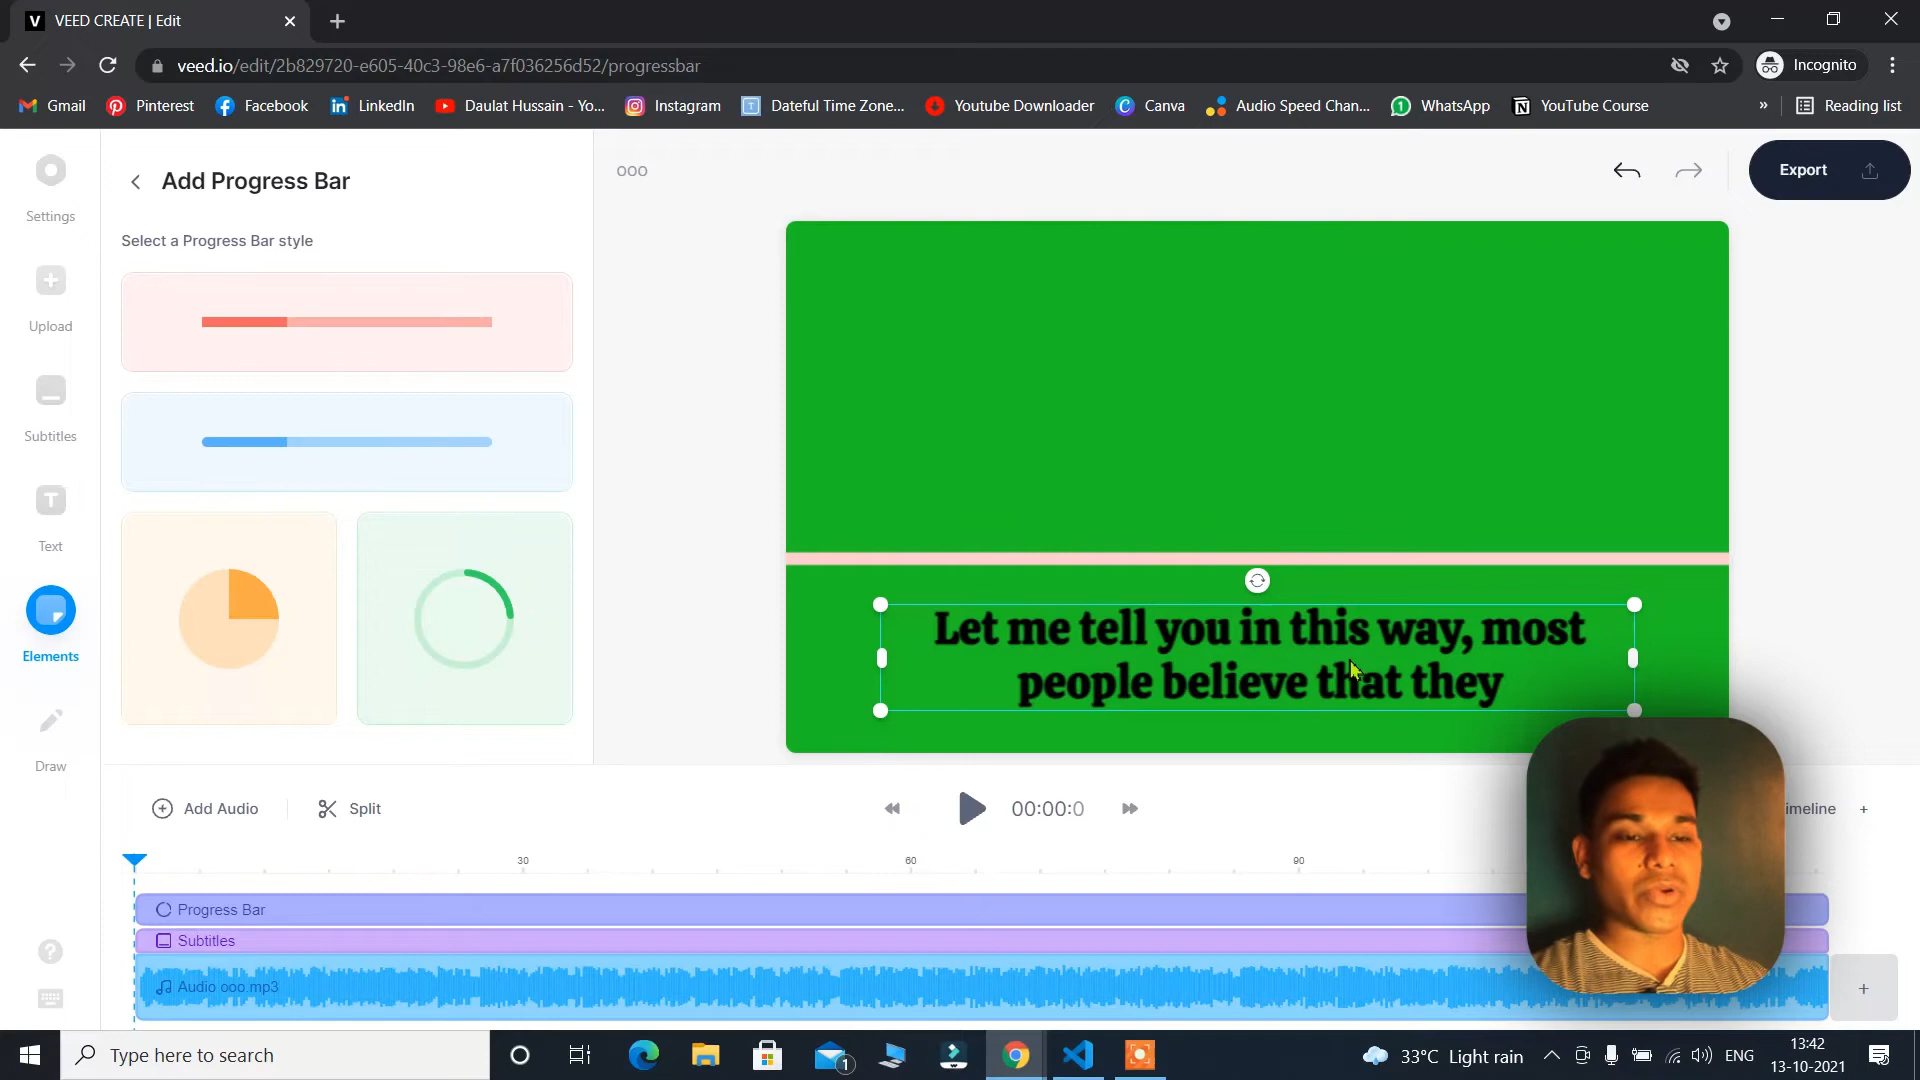 VEED CREATE | Edit
veed.io/edit/2b829720-e605-40c3-98e6-a7f036256d52/progressbar
Incognito
Gmail
Pinterest
Facebook
LinkedIn
Daulat Hussain - Yo...
Instagram
Dateful Time Zone...
Youtube Downloader
Canva
Audio Speed Chan...
WhatsApp
YouTube Course
»
Reading list
Settings
Upload
Subtitles
Text
Elements
Draw
Add Progress Bar
Select a Progress Bar style
ooo
Export
Let me tell you in this way, most
people believe that they
Add Audio
Split
00:00:0
imeline +
30
60
90
Progress Bar
Subtitles
Audio ooo.mp3
+
Type here to search
1
33°C Light rain
ENG
13:42
13-10-2021